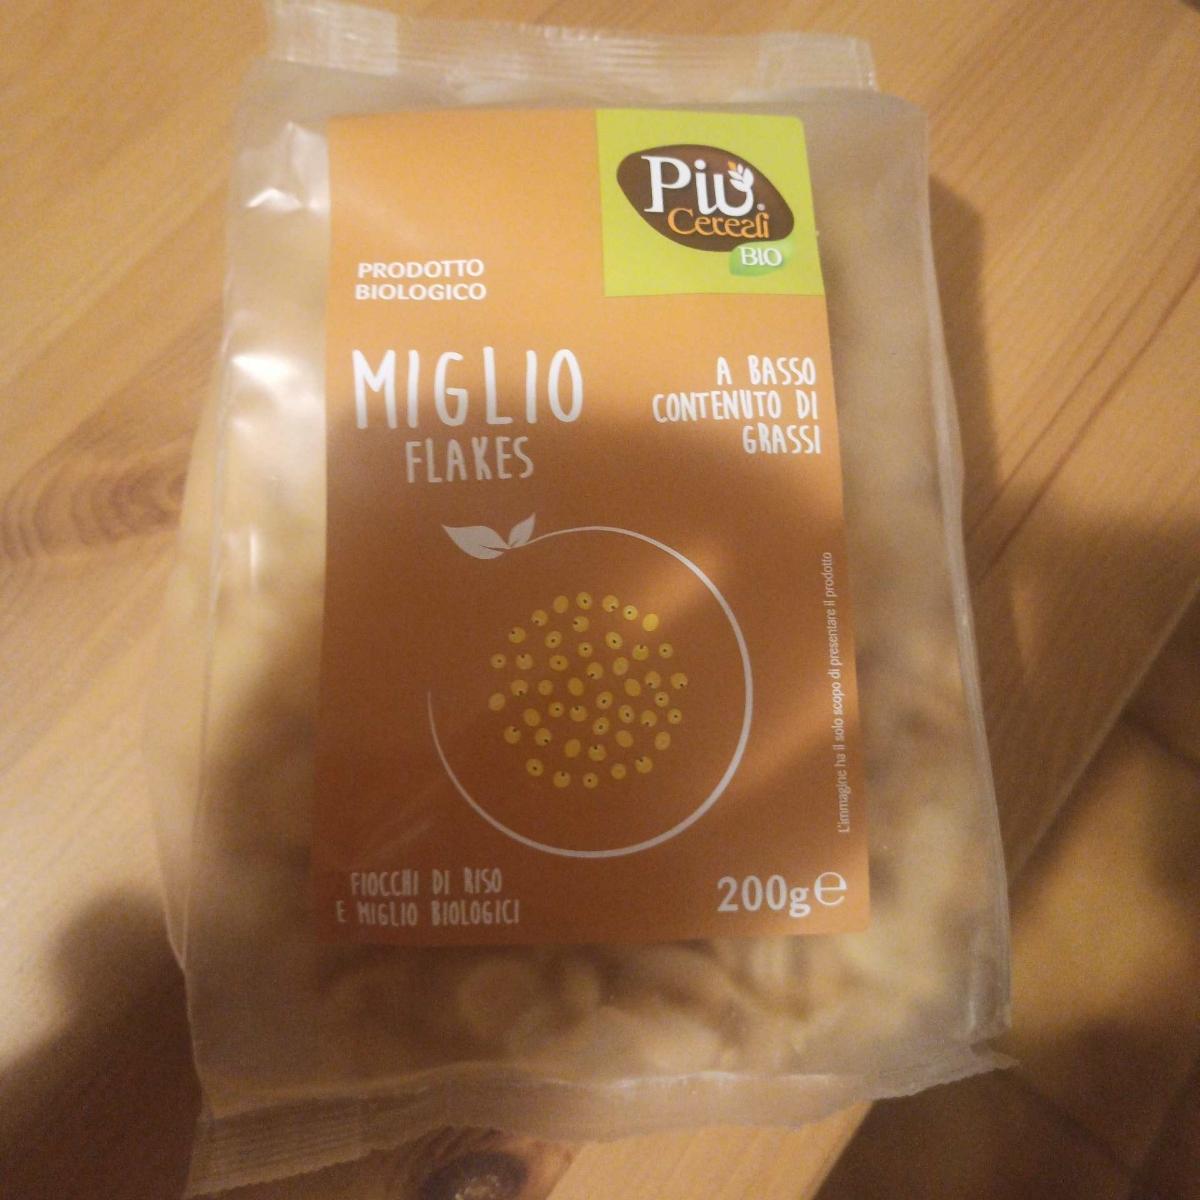 Più®
Cereali
BIO
PRODOTTO
BIOLOGICO
MIGLIO
FLAKES
A BASSO
CONTENUTO DI
GRASSI
L'immagine ha il solo scopo di presentare il prodotto
FIOCCHI DI RISO
E MIGLIO BIOLOGICI
200g℮